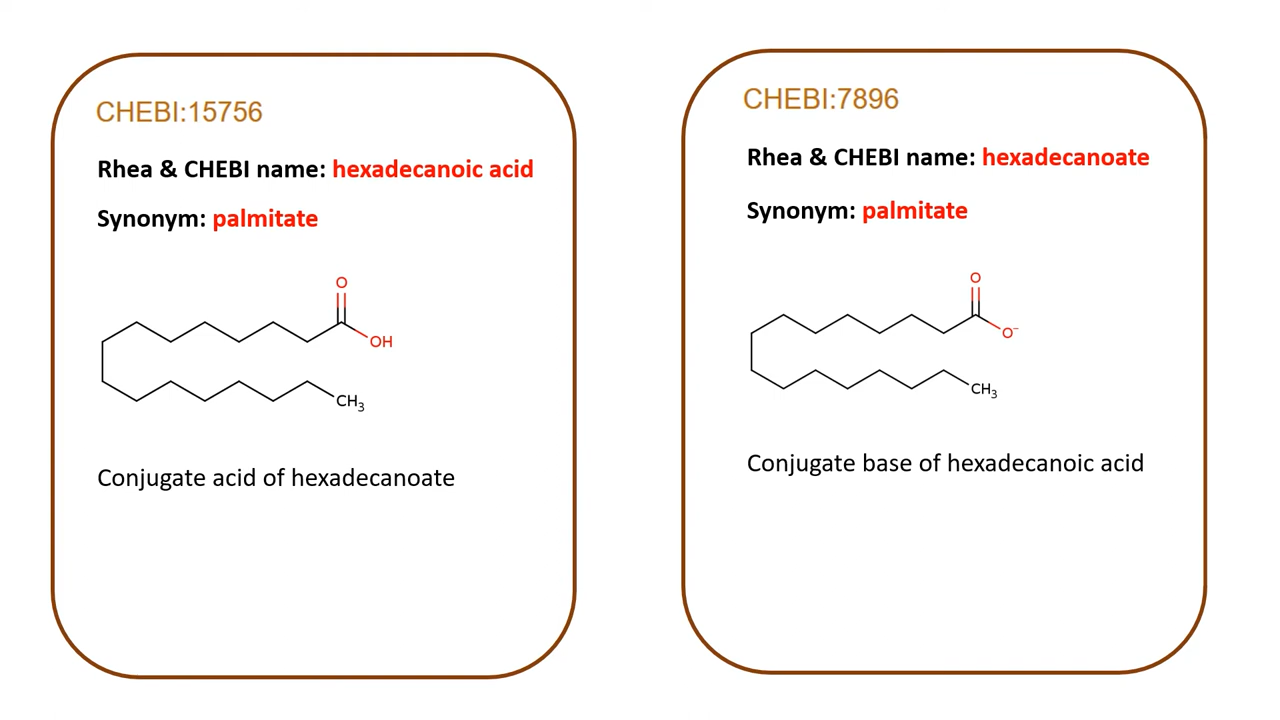 CHEBI:15756
Rhea & CHEBI name: hexadecanoic acid
Synonym: palmitate
O
OH
CH3
Conjugate acid of hexadecanoate
CHEBI:7896
Rhea & CHEBI name: hexadecanoate
Synonym: palmitate
O
O⁻
CH3
Conjugate base of hexadecanoic acid